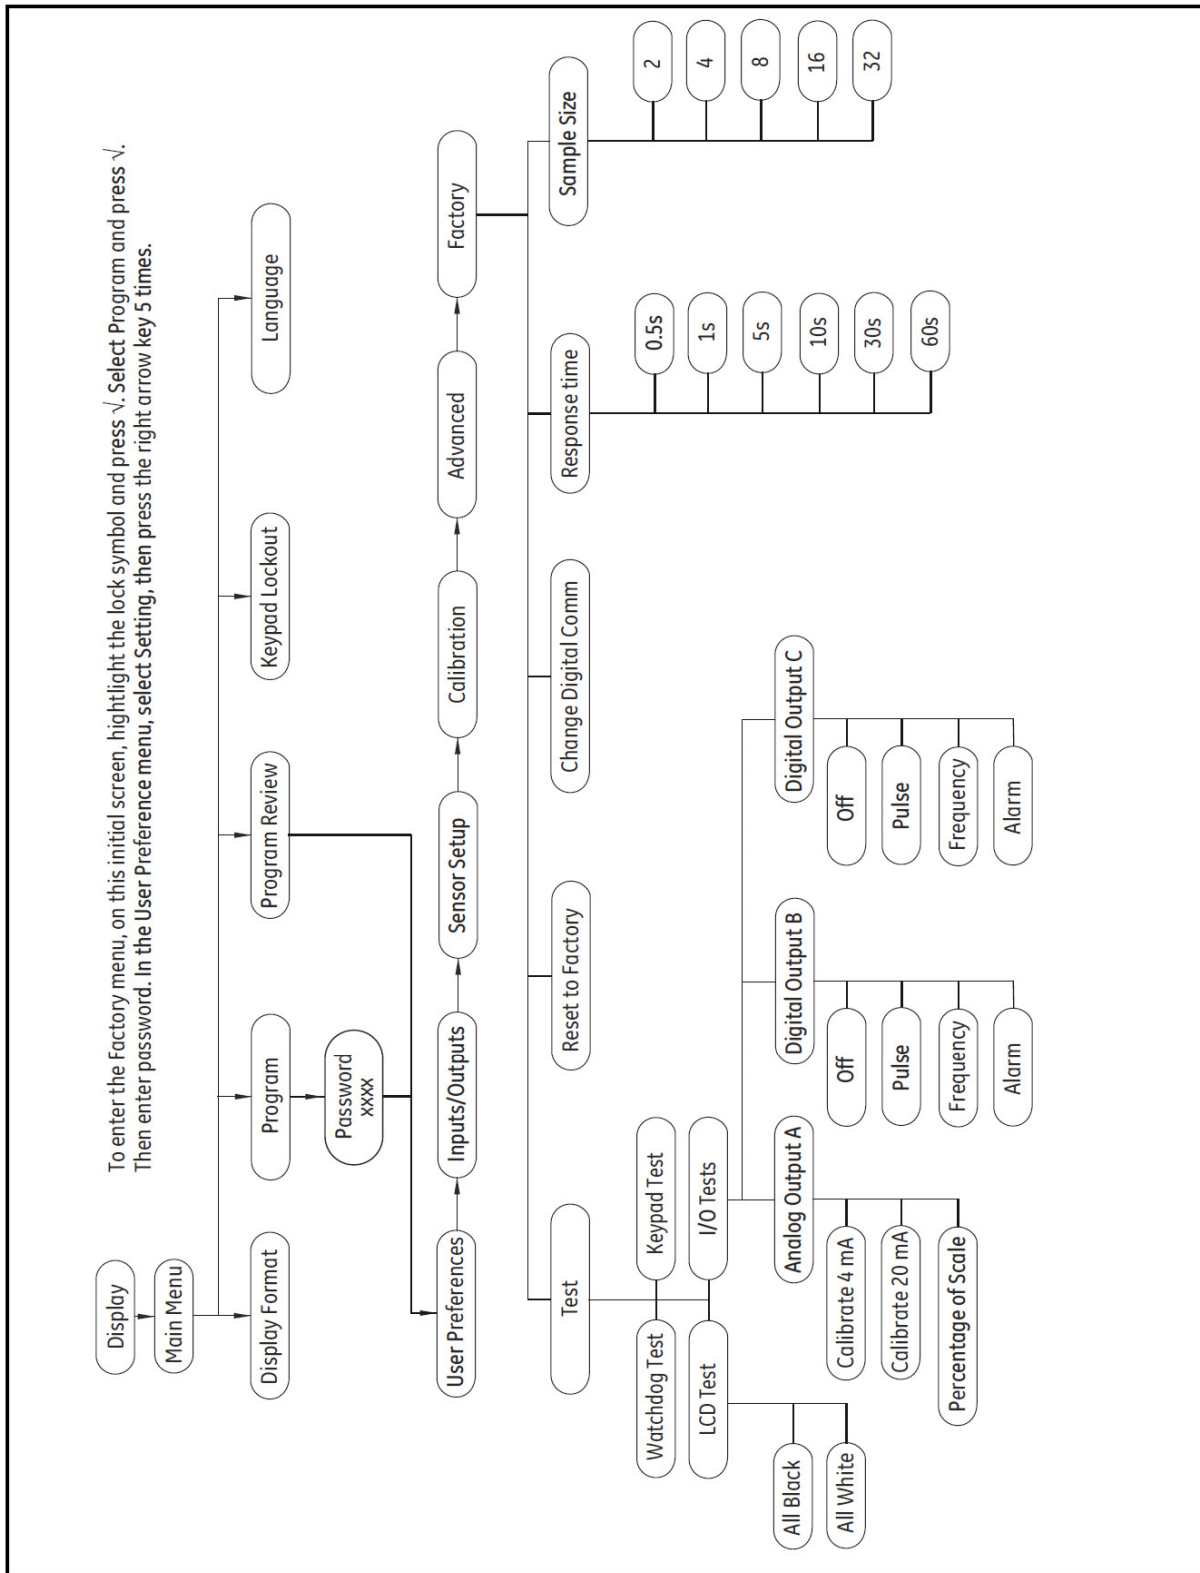 To enter the Factory menu, on this initial screen, hightlight the lock symbol and press √. Select Program and press √.
Then enter password. In the User Preference menu, select Setting, then press the right arrow key 5 times.
Display
Main Menu
Display Format
Program
Program Review
Keypad Lockout
Language
Password
xxxx
User Preferences
Inputs/Outputs
Sensor Setup
Calibration
Advanced
Factory
Test
Reset to Factory
Change Digital Comm
Response time
Sample Size
Watchdog Test
Keypad Test
LCD Test
I/O Tests
0.5s
1s
5s
10s
30s
60s
2
4
8
16
32
All Black
All White
Analog Output A
Digital Output B
Digital Output C
Calibrate 4 mA
Calibrate 20 mA
Percentage of Scale
Off
Pulse
Frequency
Alarm
Off
Pulse
Frequency
Alarm